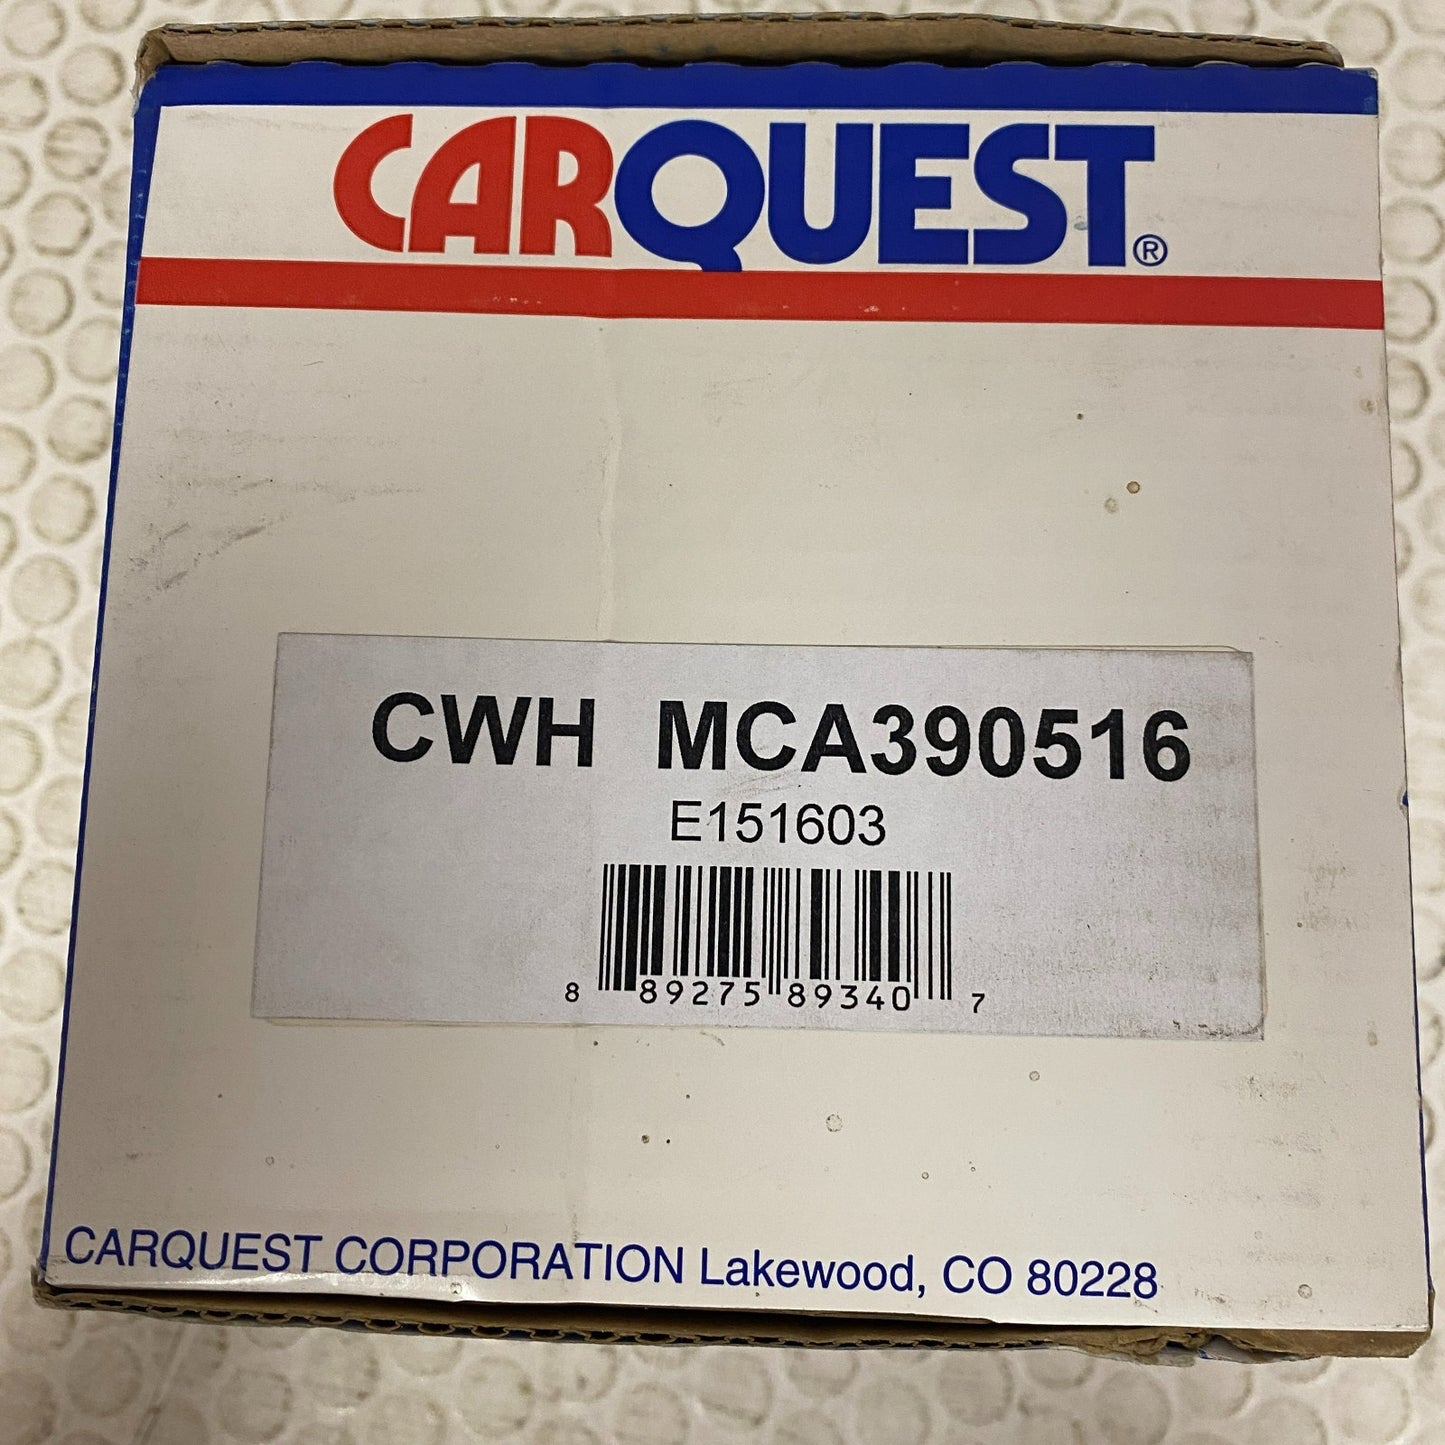 CARQUEST®
CWH MCA390516
E151603
8 89275 89340 7
CARQUEST CORPORATION Lakewood, CO 80228